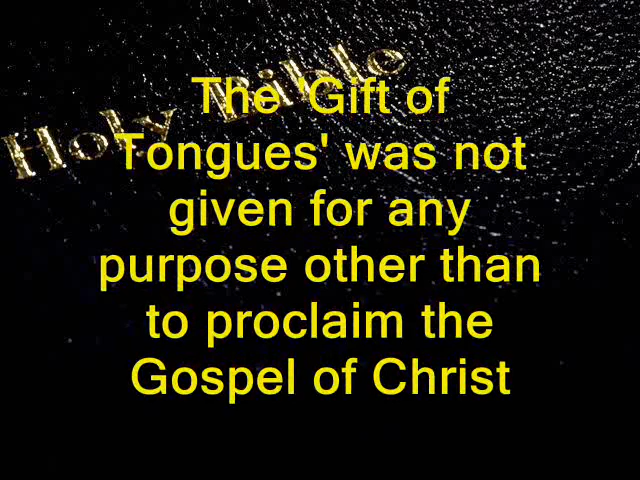 Holy Bible
The 'Gift of
Tongues' was not
given for any
purpose other than
to proclaim the
Gospel of Christ